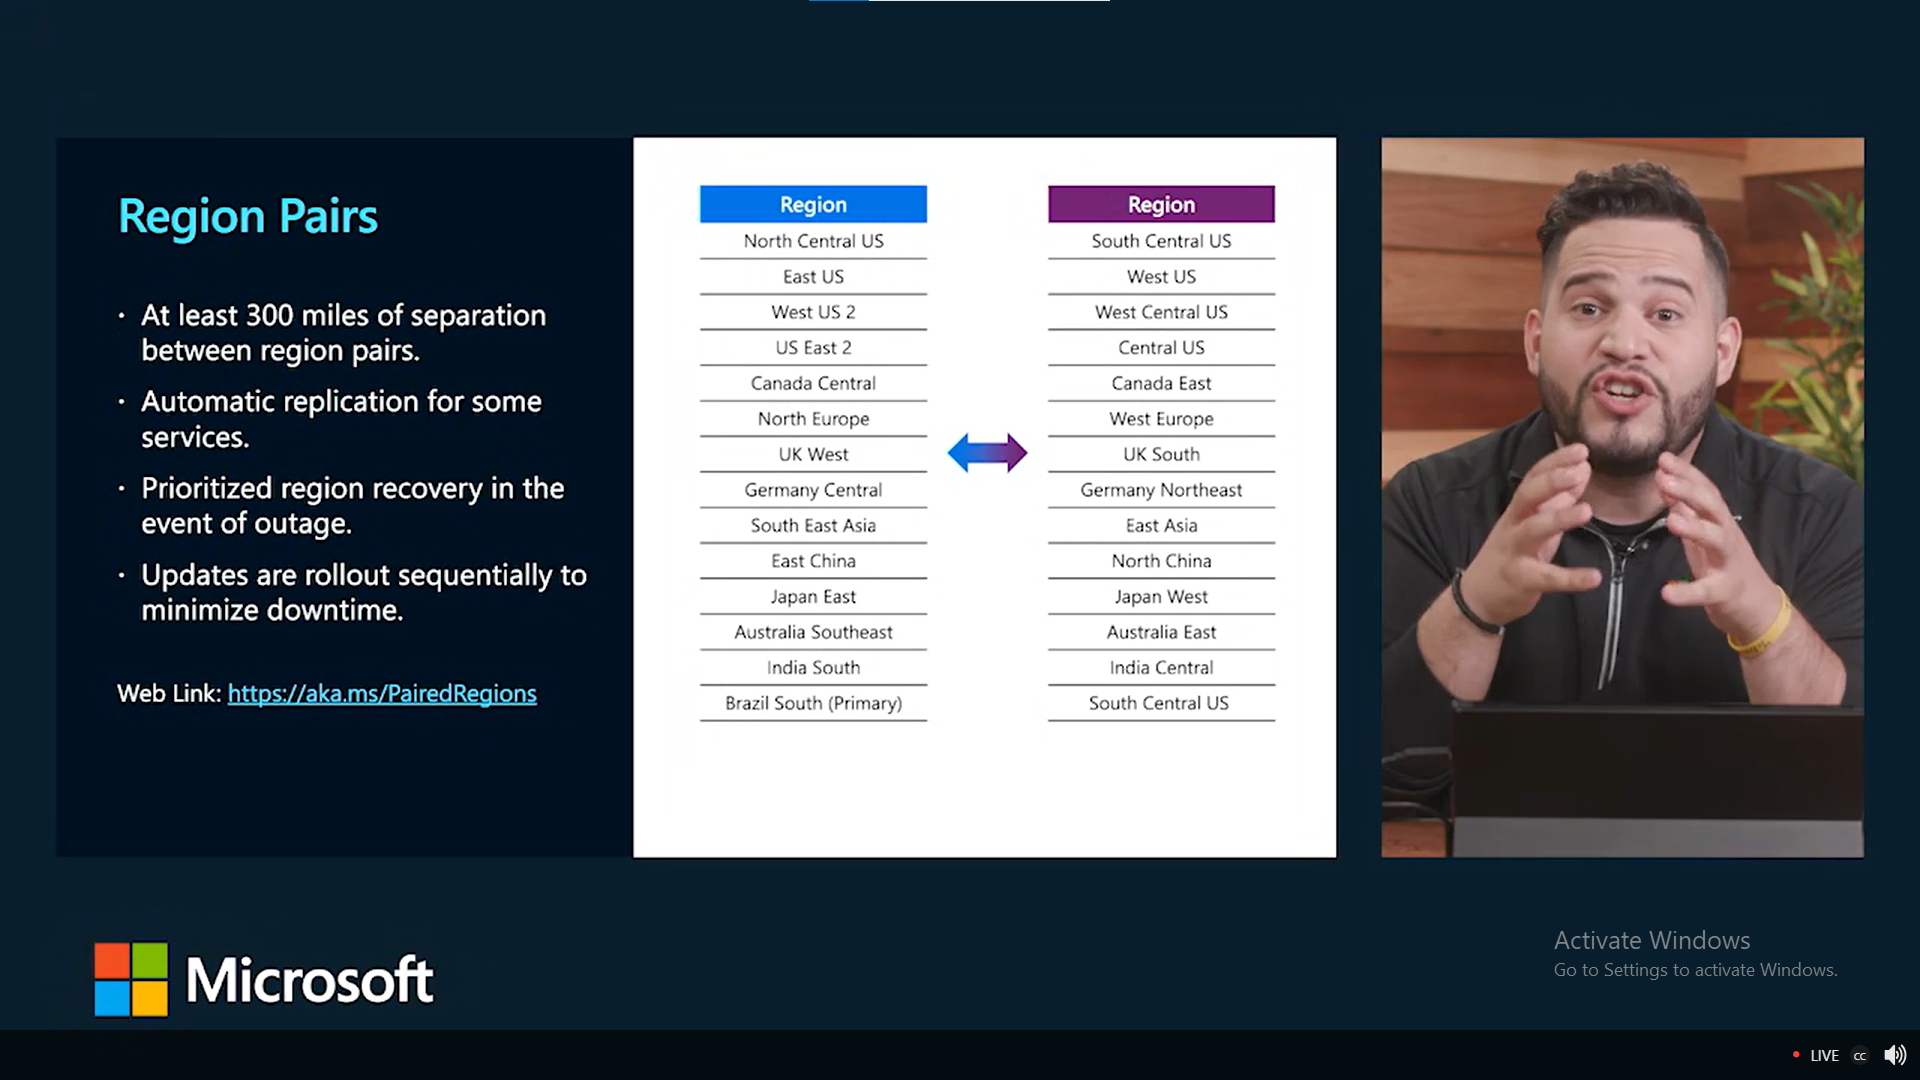 Region Pairs
· At least 300 miles of separation
between region pairs.
· Automatic replication for some
services.
· Prioritized region recovery in the
event of outage.
· Updates are rollout sequentially to
minimize downtime.
Web Link: https://aka.ms/PairedRegions
Region Region
North Central US South Central US
East US West US
West US 2 West Central US
US East 2 Central US
Canada Central Canada East
North Europe West Europe
UK West UK South
Germany Central Germany Northeast
South East Asia East Asia
East China North China
Japan East Japan West
Australia Southeast Australia East
India South India Central
Brazil South (Primary) South Central US
Microsoft
Activate Windows
Go to Settings to activate Windows.
LIVE CC